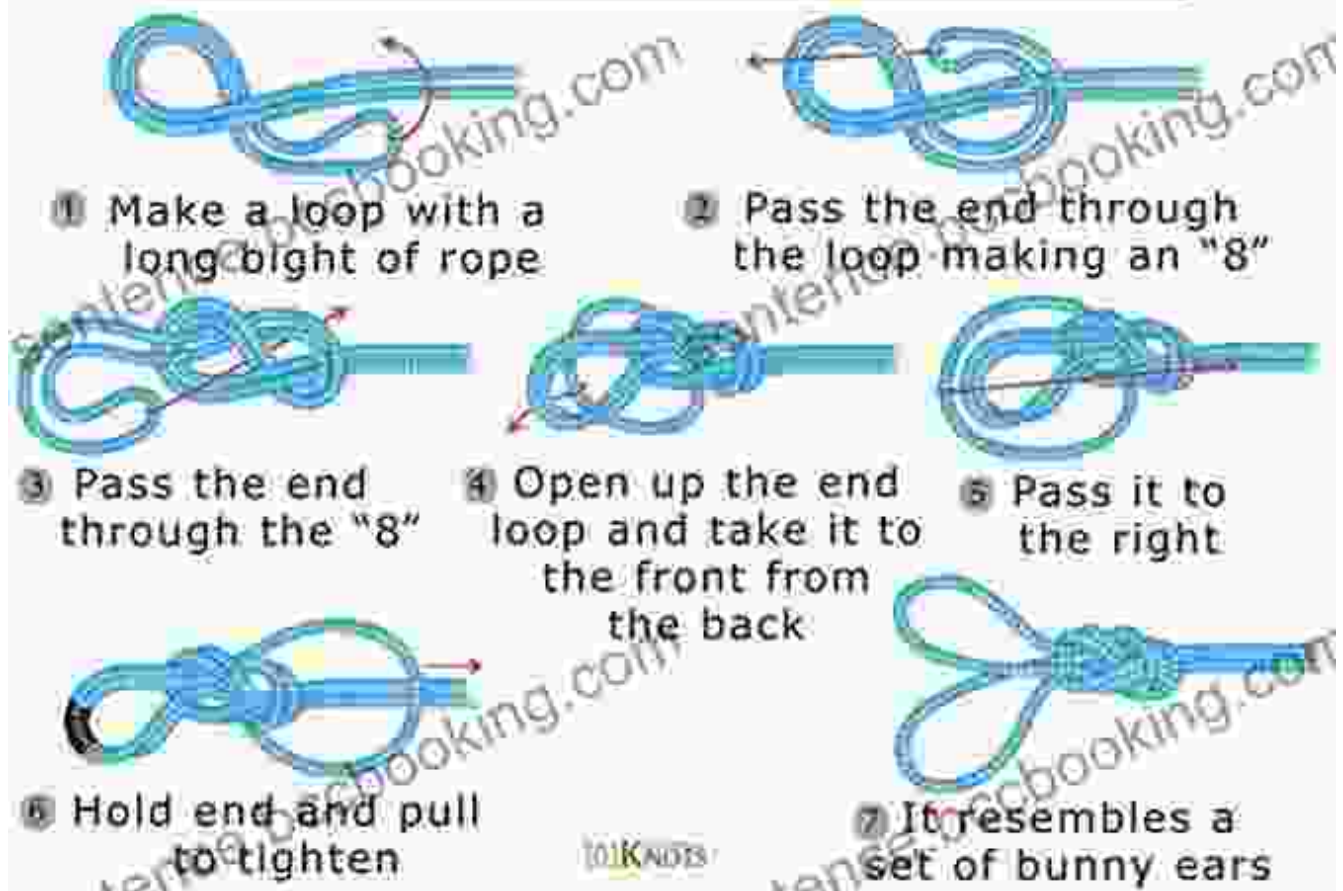 1 Make a loop with a
long bight of rope
2 Pass the end through
the loop making an "8"
3 Pass the end
through the "8"
4 Open up the end
loop and take it to
the front from
the back
5 Pass it to
the right
6 Hold end and pull
to tighten
7 It resembles a
set of bunny ears
101KNOTS